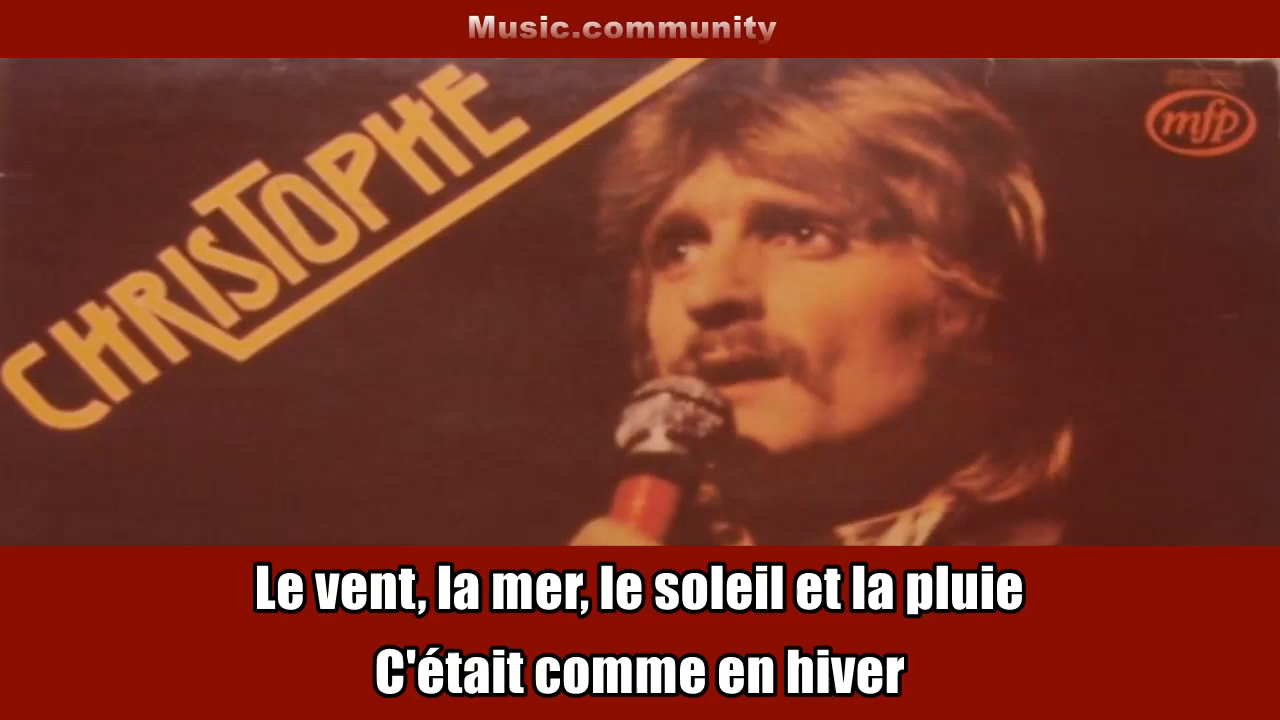 Music.community
CHRISTOPHE
mfp
Le vent, la mer, le soleil et la pluie
C'était comme en hiver